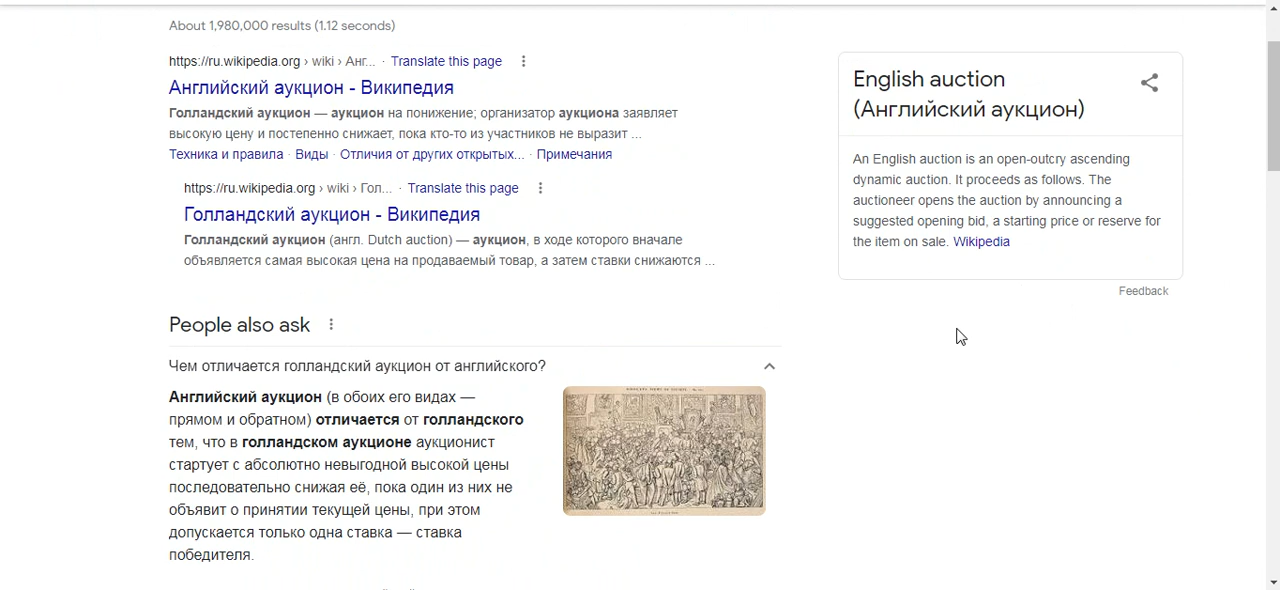 About 1,980,000 results (1.12 seconds)
https://ru.wikipedia.org › wiki › Анг... · Translate this page
Английский аукцион - Википедия
Голландский аукцион — аукцион на понижение; организатор аукциона заявляет
высокую цену и постепенно снижает, пока кто-то из участников не выразит ...
Техника и правила · Виды · Отличия от других открытых... · Примечания
https://ru.wikipedia.org › wiki › Гол... · Translate this page
Голландский аукцион - Википедия
Голландский аукцион (англ. Dutch auction) — аукцион, в ходе которого вначале
объявляется самая высокая цена на продаваемый товар, а затем ставки снижаются ...
People also ask
Чем отличается голландский аукцион от английского?
Английский аукцион (в обоих его видах —
прямом и обратном) отличается от голландского
тем, что в голландском аукционе аукционист
стартует с абсолютно невыгодной высокой цены
последовательно снижая её, пока один из них не
объявит о принятии текущей цены, при этом
допускается только одна ставка — ставка
победителя.
English auction
(Английский аукцион)
An English auction is an open-outcry ascending
dynamic auction. It proceeds as follows. The
auctioneer opens the auction by announcing a
suggested opening bid, a starting price or reserve for
the item on sale. Wikipedia
Feedback